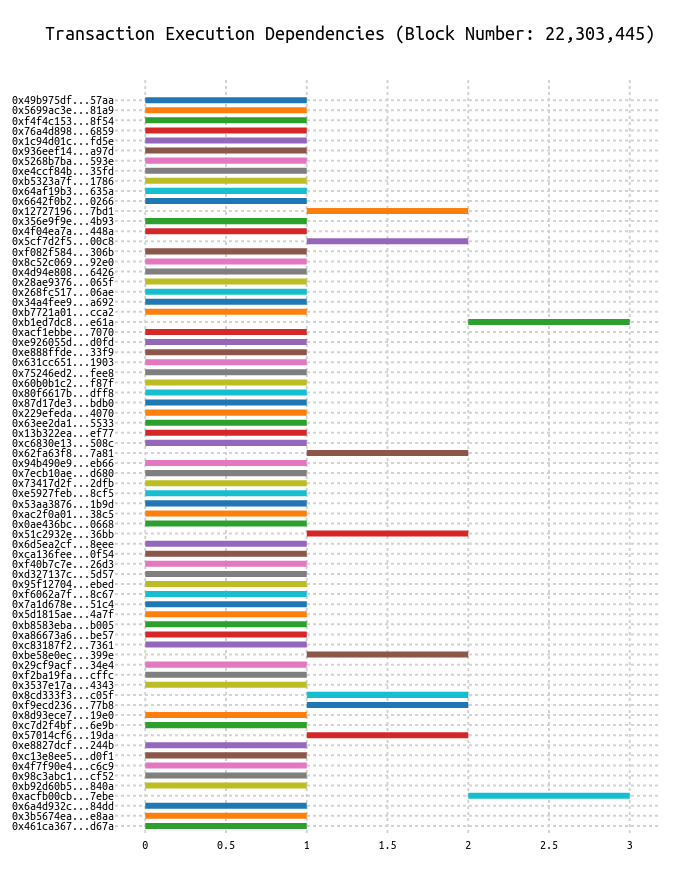 Transaction Execution Dependencies (Block Number: 22,303,445)
0x49b975df...57aa
0x5699ac3e...81a9
0xf4f4c153...8f54
0x76a4d898...6859
0x1c94d01c...fd5e
0x936eef14...a97d
0x5268b7ba...593e
0xe4ccf84b...35fd
0xb5323a7f...1786
0x64af19b3...635a
0x6642f0b2...0266
0x12727196...7bd1
0x356e9f9e...4b93
0x4f04ea7a...448a
0x5cf7d2f5...00c8
0xf082f584...306b
0x8c52c069...92e0
0x4d94e808...6426
0x28ae9376...065f
0x268fc517...06ae
0x34a4fee9...a692
0xb7721a01...cca2
0xb1ed7dc8...e61a
0xacf1ebbe...7070
0xe926055d...d0fd
0xe888ffde...33f9
0x631cc651...1903
0x75246ed2...fee8
0x60b0b1c2...f87f
0x80f6617b...dff8
0x87d17de3...bdb0
0x229efeda...4070
0x63ee2da1...5533
0x13b322ea...ef77
0xc6830e13...508c
0x62fa63f8...7a81
0x94b490e9...eb66
0x7ecb10ae...d680
0x73417d2f...2dfb
0xe5927feb...8cf5
0x53aa3876...1b9d
0xac2f0a01...38c5
0x0ae436bc...0668
0x51c2932e...36bb
0x6d5ea2cf...8eee
0xca136fee...0f54
0xf40b7c7e...26d3
0xd327137c...5d57
0x95f12704...ebed
0xf6062a7f...8c67
0x7a1d678e...51c4
0x5d1815ae...4a7f
0xb8583eba...b005
0xa86673a6...be57
0xc83187f2...7361
0xbe58e0ec...399e
0x29cf9acf...34e4
0xf2ba19fa...cffc
0x3537e17a...4343
0x8cd333f3...c05f
0xf9ecd236...77b8
0x8d93ece7...19e0
0xc7d2f4bf...6e9b
0x57014cf6...19da
0xe8827dcf...244b
0xc13e8ee5...d0f1
0x4f7f90e4...c6c9
0x98c3abc1...cf52
0xb92d60b5...840a
0xacfb00cb...7ebe
0x6a4d932c...84dd
0x3b5674ea...e8aa
0x461ca367...d67a
0 0.5 1 1.5 2 2.5 3